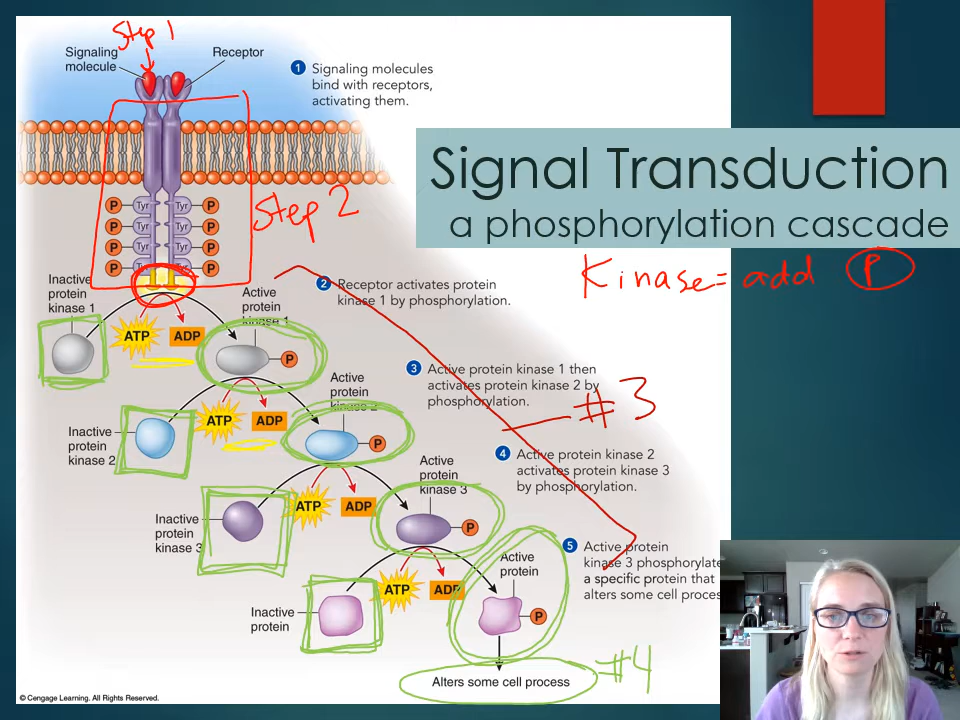 Step 1
Signaling
molecule
Receptor
1 Signaling molecules
bind with receptors,
activating them.
Signal Transduction
a phosphorylation cascade
Kinase = add P
P Tyr Tyr P
P Tyr Tyr P
P Tyr Tyr P
P Tyr Tyr P
Step 2
Inactive
protein
kinase 1
ATP
ADP
Active
protein
kinase 1
P
2 Receptor activates protein
kinase 1 by phosphorylation.
Inactive
protein
kinase 2
ATP
ADP
Active
protein
kinase 2
P
3 Active protein kinase 1 then
activates protein kinase 2 by
phosphorylation.
#3
Inactive
protein
kinase 3
ATP
ADP
Active
protein
kinase 3
P
4 Active protein kinase 2
activates protein kinase 3
by phosphorylation.
Inactive
protein
ATP
ADP
Active
protein
P
5 Active protein
kinase 3 phosphorylate
a specific protein that
alters some cell proces
Alters some cell process
#4
© Cengage Learning. All Rights Reserved.